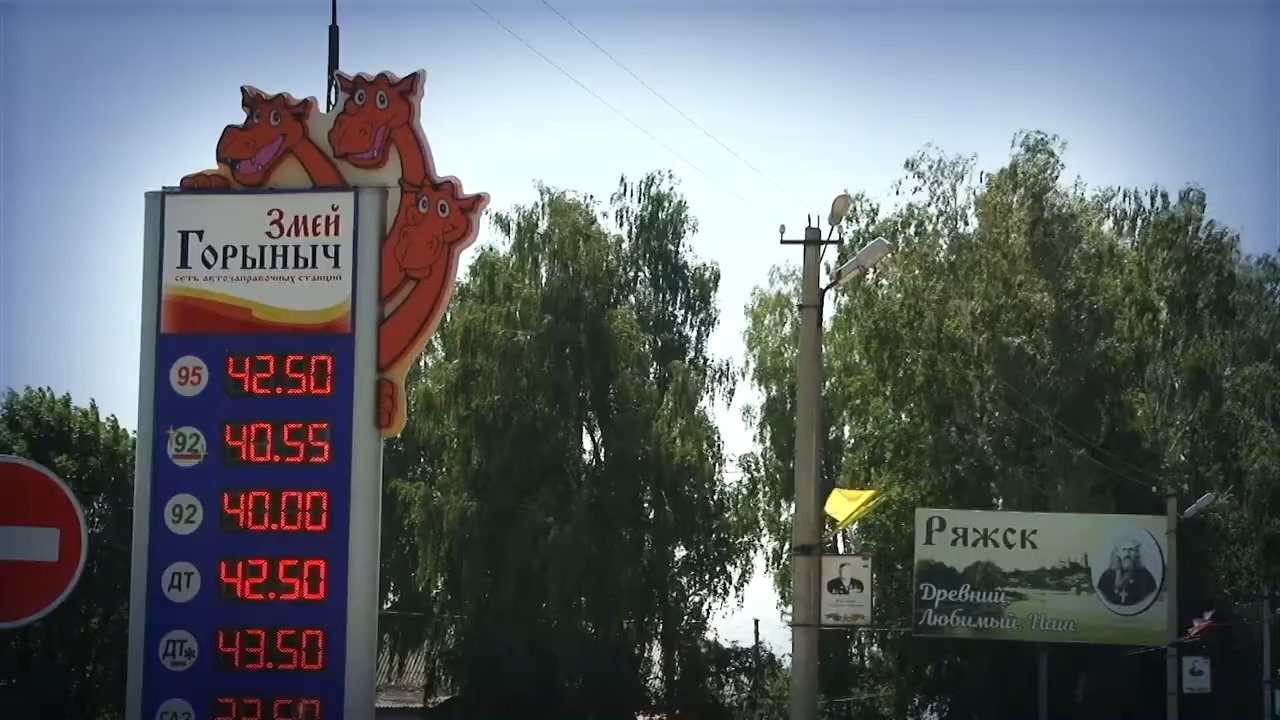 Змей
Горыныч
сеть автозаправочных станций
95 42.50
92 40.55
92 40.00
ДТ 42.50
ДТ* 43.50
ГАЗ
Ряжск
Древний
Любимый Наш